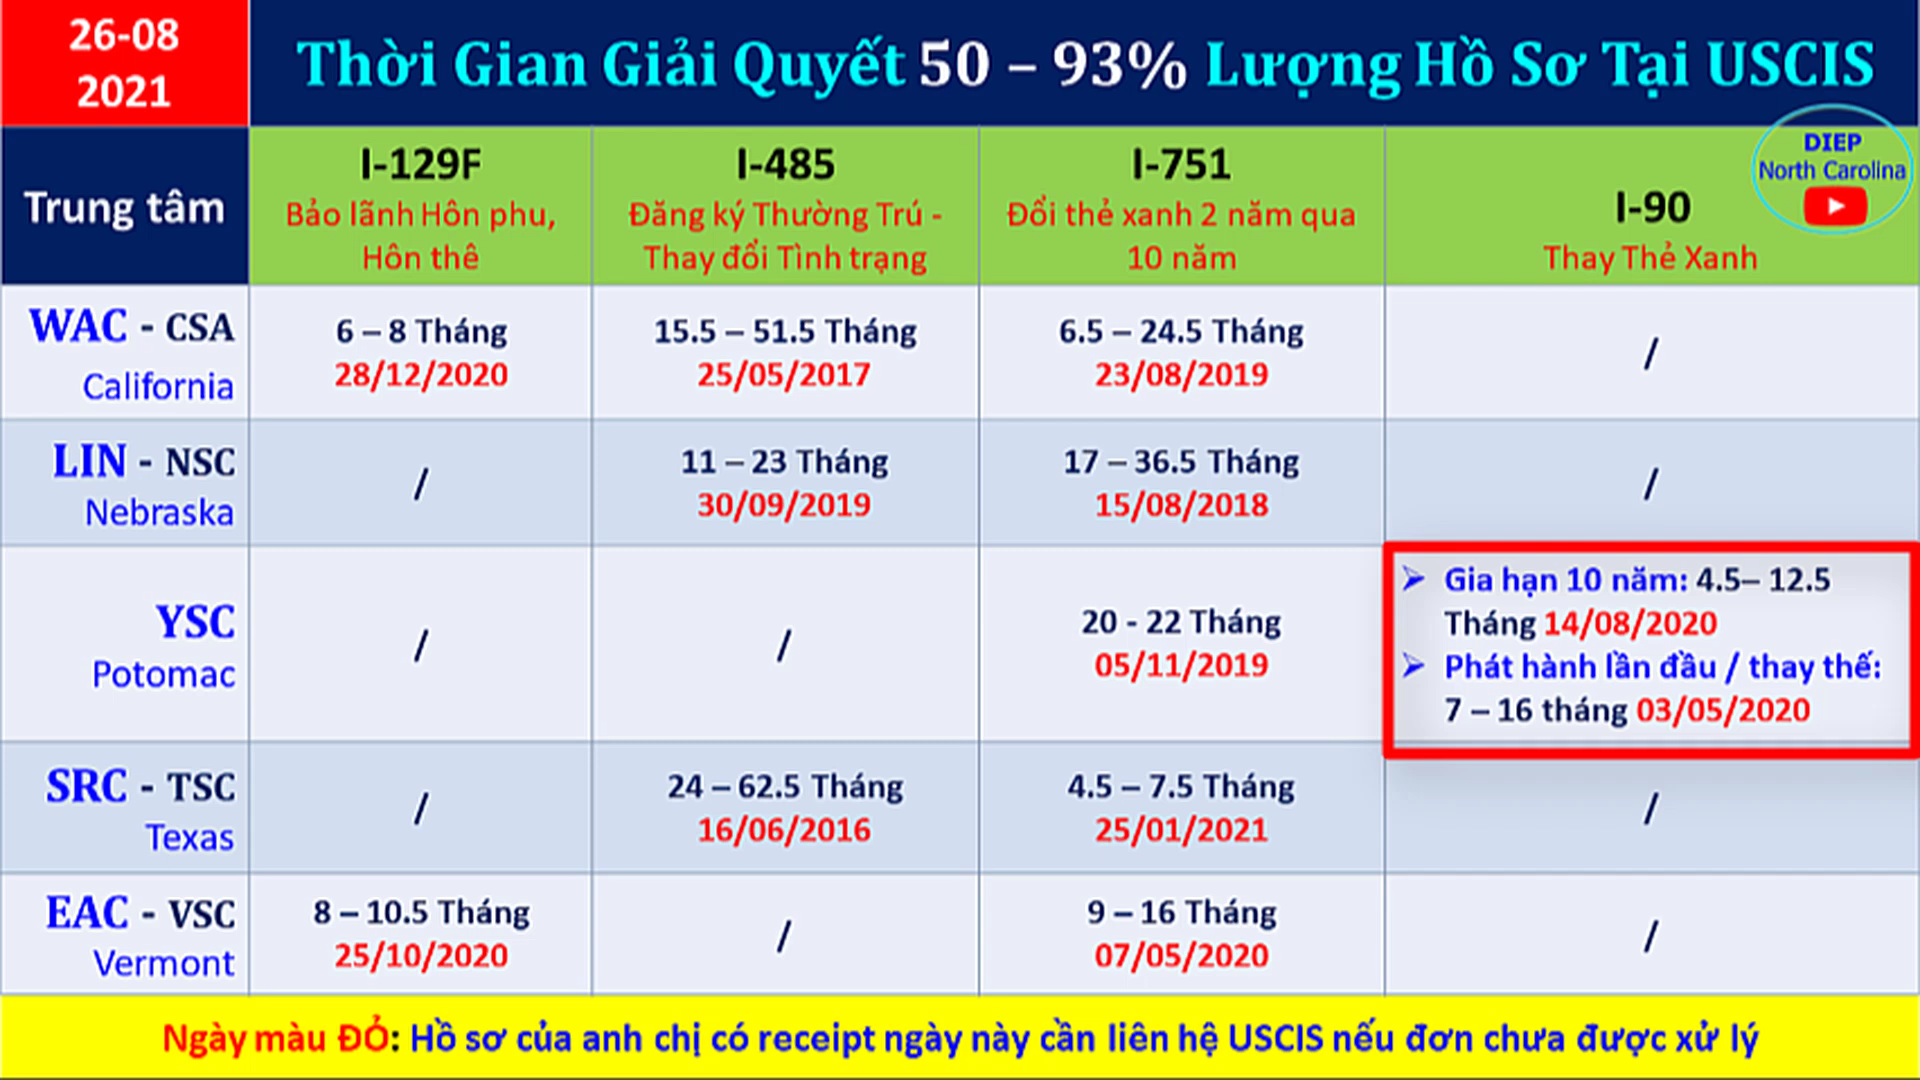 26-08
2021
Thời Gian Giải Quyết 50 – 93% Lượng Hồ Sơ Tại USCIS
DIEP
North Carolina
Trung tâm
I-129F
Bảo lãnh Hôn phu,
Hôn thê
I-485
Đăng ký Thường Trú -
Thay đổi Tình trạng
I-751
Đổi thẻ xanh 2 năm qua
10 năm
I-90
Thay Thẻ Xanh
WAC - CSA
California
6 – 8 Tháng
28/12/2020
15.5 – 51.5 Tháng
25/05/2017
6.5 – 24.5 Tháng
23/08/2019
/
LIN - NSC
Nebraska
/
11 – 23 Tháng
30/09/2019
17 – 36.5 Tháng
15/08/2018
/
YSC
Potomac
/
/
20 - 22 Tháng
05/11/2019
➢ Gia hạn 10 năm: 4.5– 12.5
Tháng 14/08/2020
➢ Phát hành lần đầu / thay thế:
7 – 16 tháng 03/05/2020
SRC - TSC
Texas
/
24 – 62.5 Tháng
16/06/2016
4.5 – 7.5 Tháng
25/01/2021
/
EAC - VSC
Vermont
8 – 10.5 Tháng
25/10/2020
/
9 – 16 Tháng
07/05/2020
/
Ngày màu ĐỎ: Hồ sơ của anh chị có receipt ngày này cần liên hệ USCIS nếu đơn chưa được xử lý